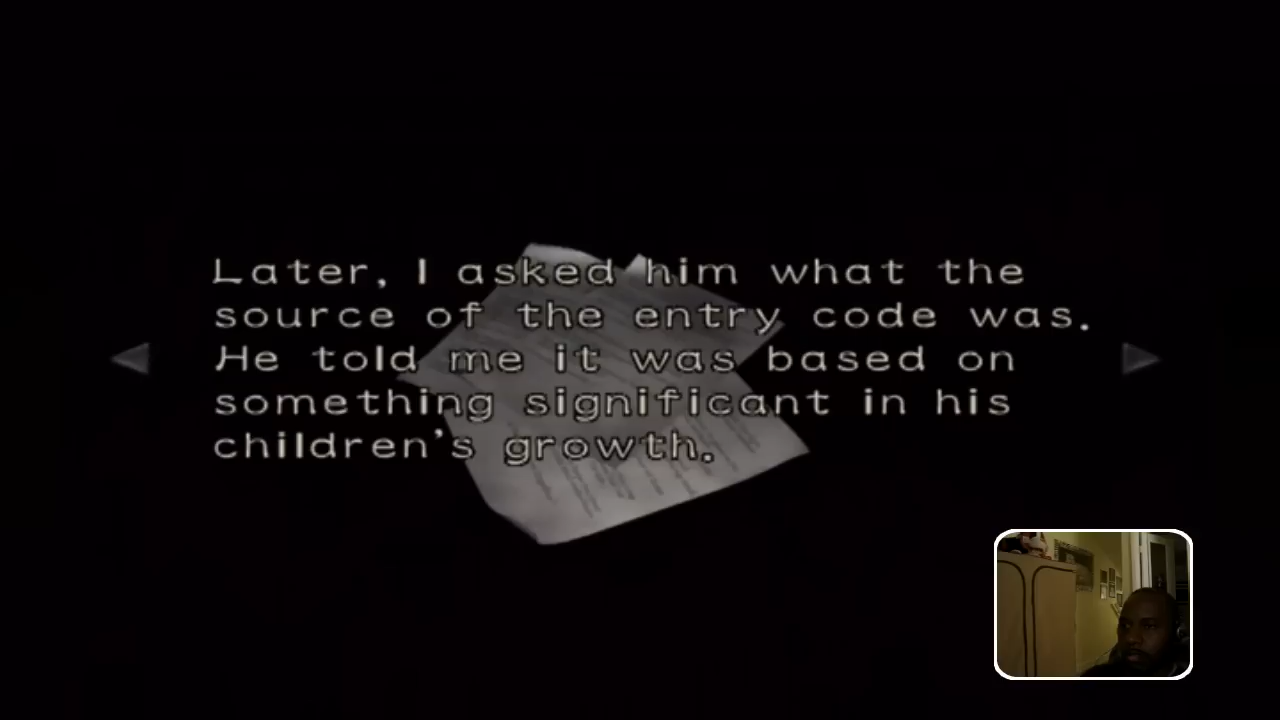 Later, I asked him what the
source of the entry code was.
He told me it was based on
something significant in his
children's growth.